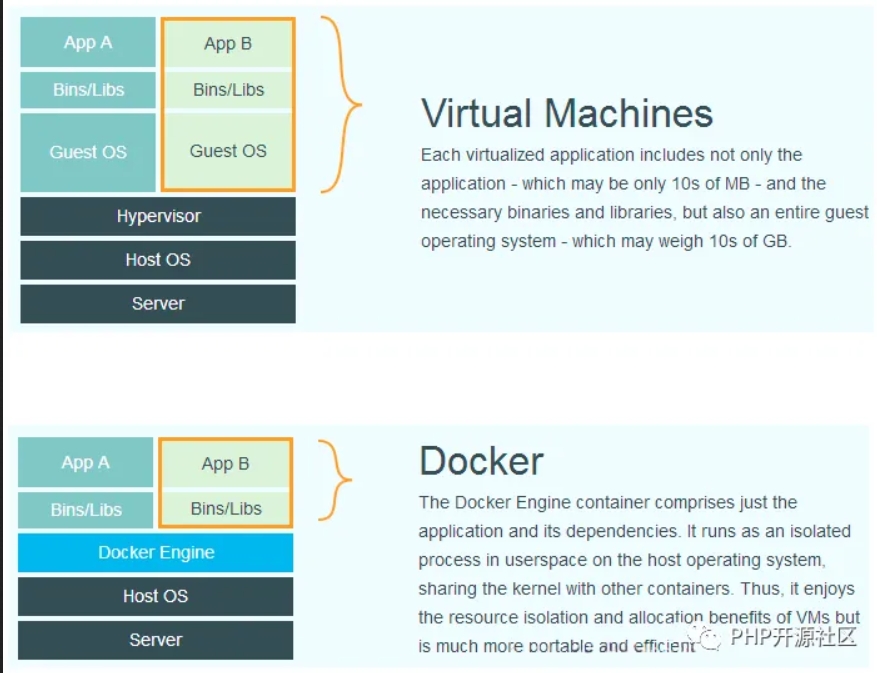 App A
App B
Bins/Libs
Bins/Libs
Guest OS
Guest OS
Hypervisor
Host OS
Server
Virtual Machines
Each virtualized application includes not only the
application - which may be only 10s of MB - and the
necessary binaries and libraries, but also an entire guest
operating system - which may weigh 10s of GB.
App A
App B
Bins/Libs
Bins/Libs
Docker Engine
Host OS
Server
Docker
The Docker Engine container comprises just the
application and its dependencies. It runs as an isolated
process in userspace on the host operating system,
sharing the kernel with other containers. Thus, it enjoys
the resource isolation and allocation benefits of VMs but
is much more portable and efficient
PHP开源社区